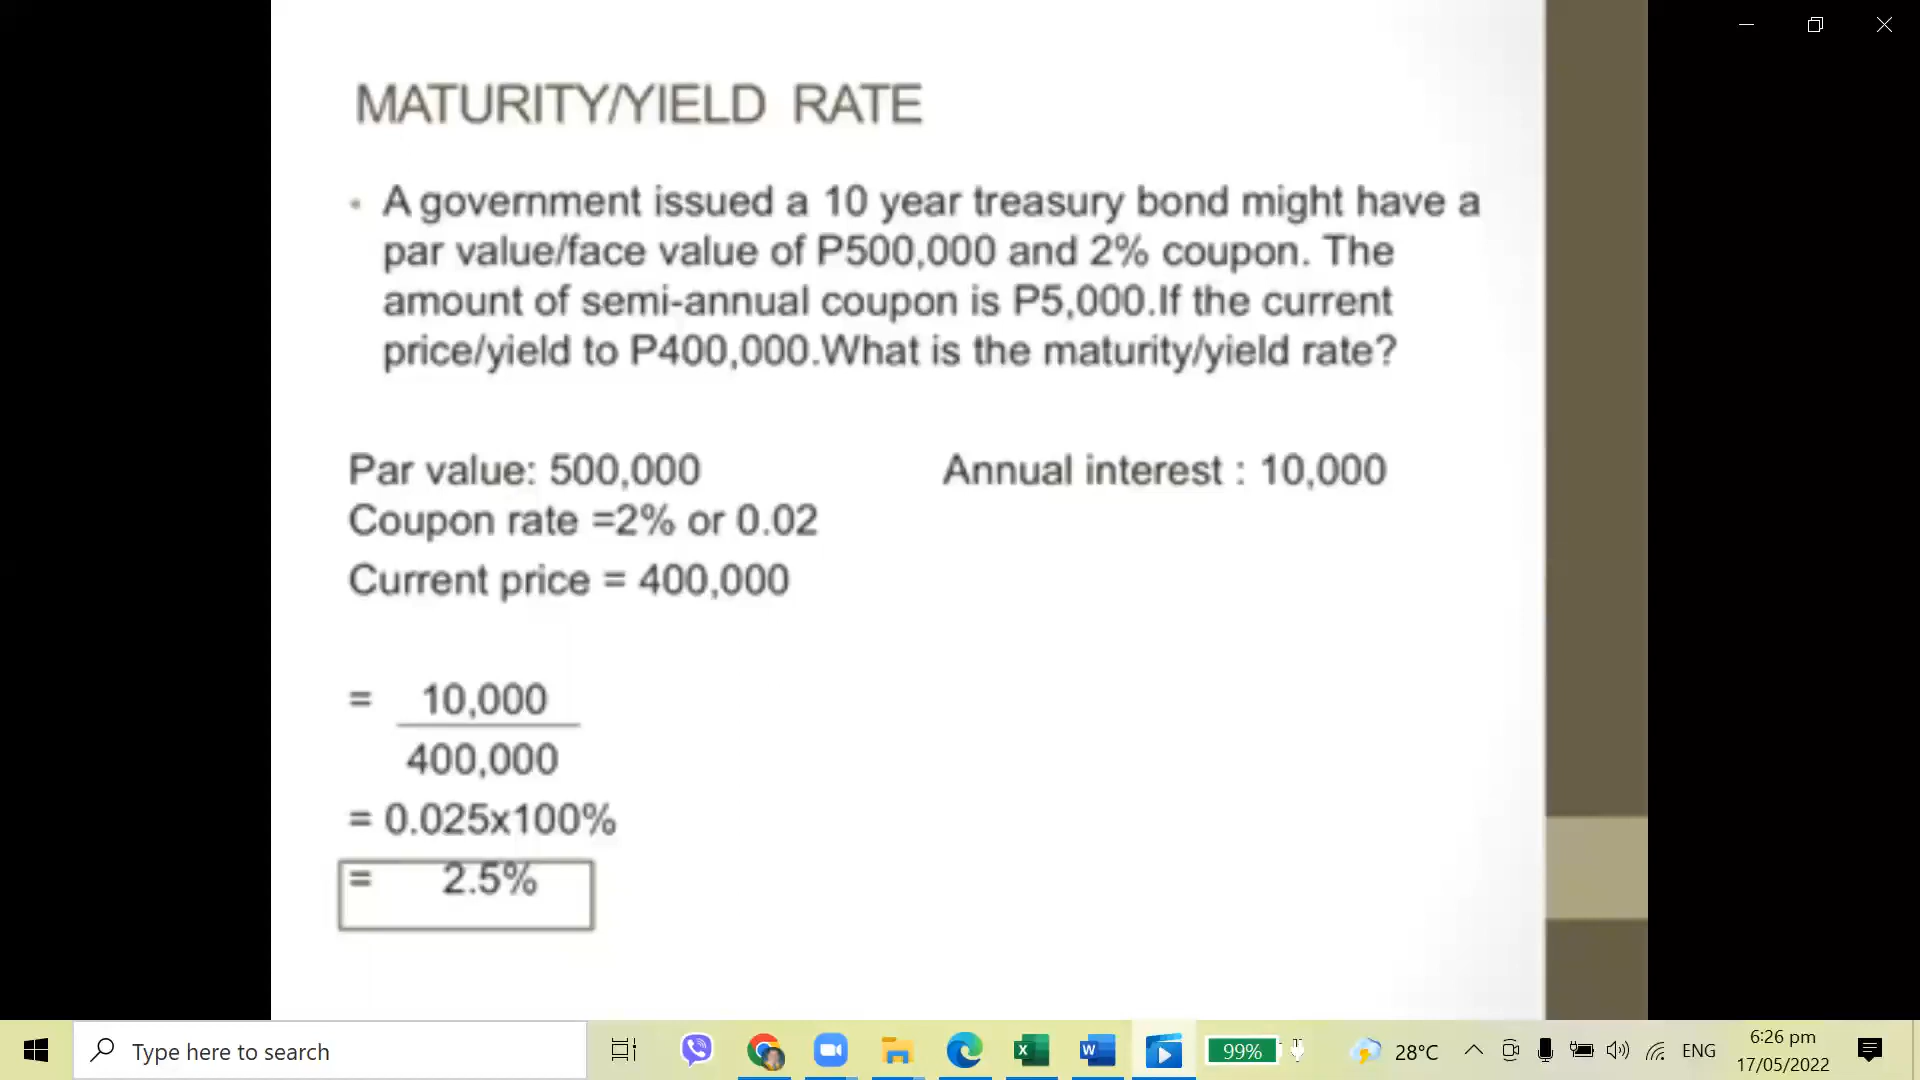 MATURITY/YIELD RATE
• A government issued a 10 year treasury bond might have a
par value/face value of P500,000 and 2% coupon. The
amount of semi-annual coupon is P5,000.If the current
price/yield to P400,000.What is the maturity/yield rate?
Par value: 500,000 Annual interest : 10,000
Coupon rate =2% or 0.02
Current price = 400,000
= 10,000
400,000
= 0.025x100%
= 2.5%
Type here to search
99%
28°C
ENG
6:26 pm
17/05/2022